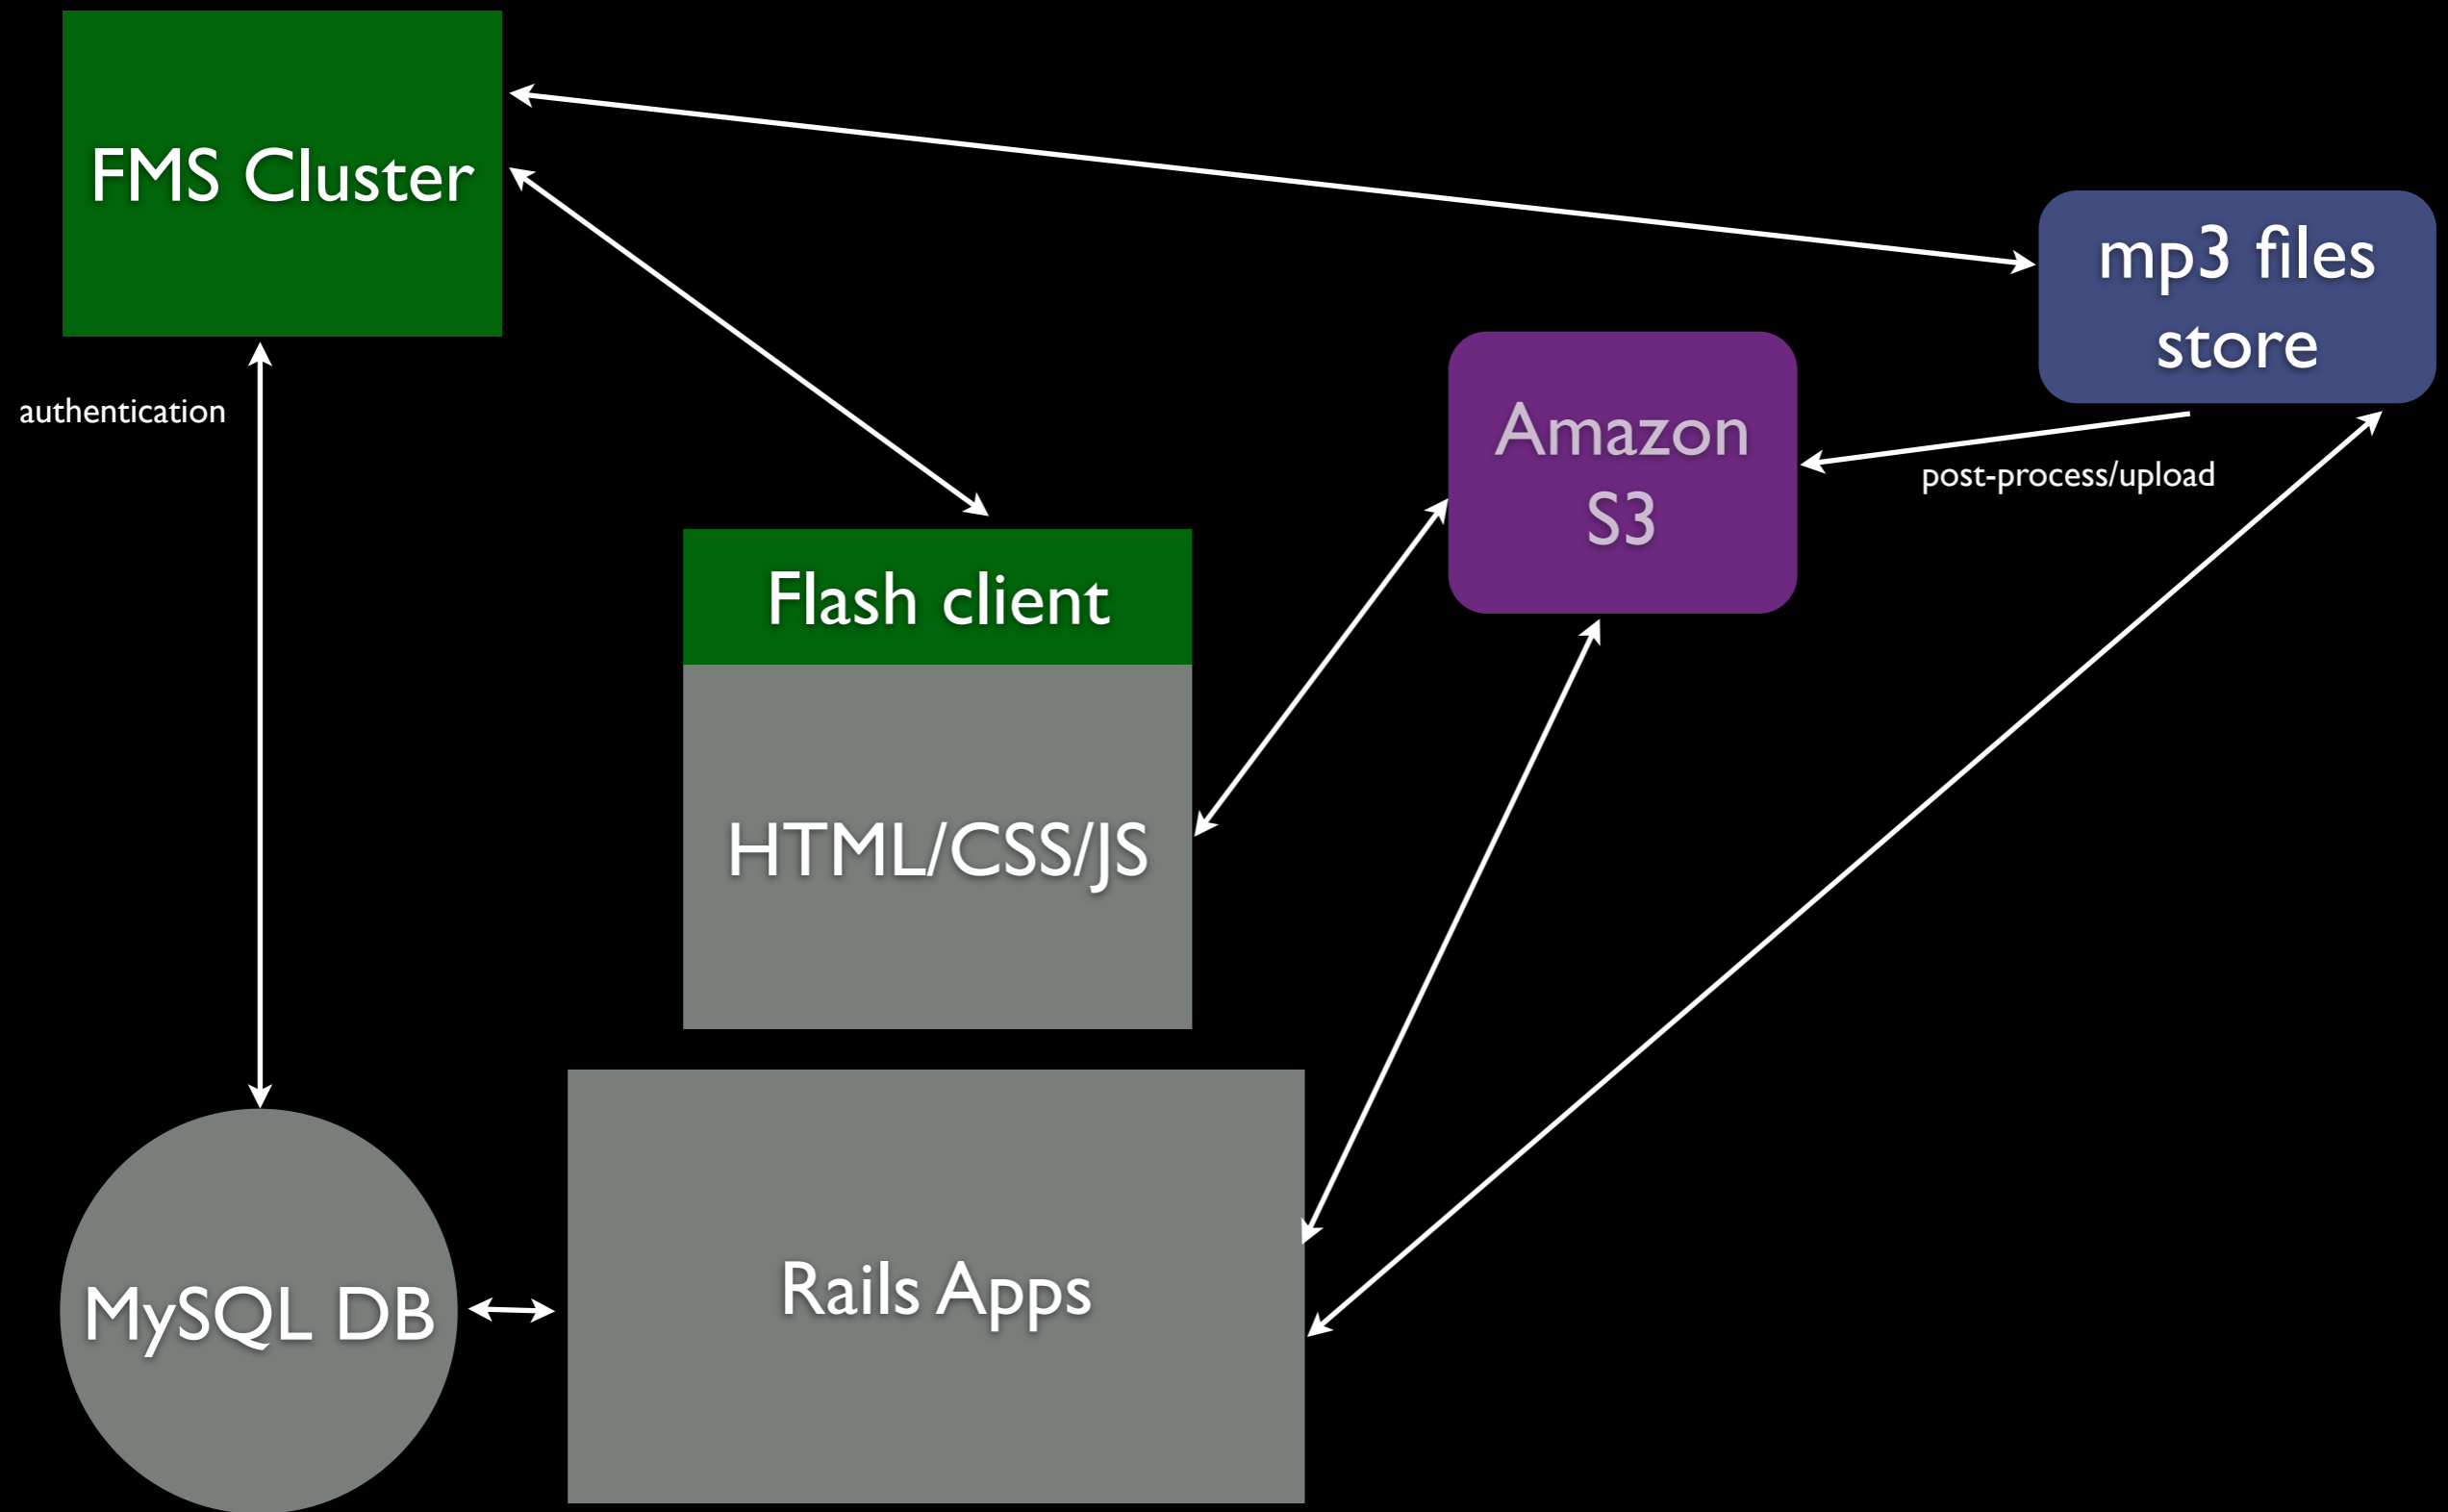 FMS Cluster
mp3 files
store
authentication
Amazon
S3
post-process/upload
Flash client
HTML/CSS/JS
Rails Apps
MySQL DB